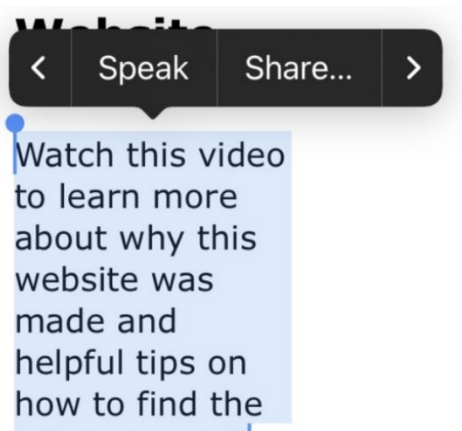 Website
< Speak Share... >
Watch this video
to learn more
about why this
website was
made and
helpful tips on
how to find the